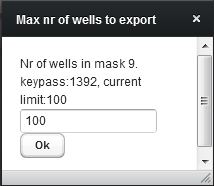 Max nr of wells to export
×
Nr of wells in mask 9.
keypass:1392, current
limit:100
100
Ok